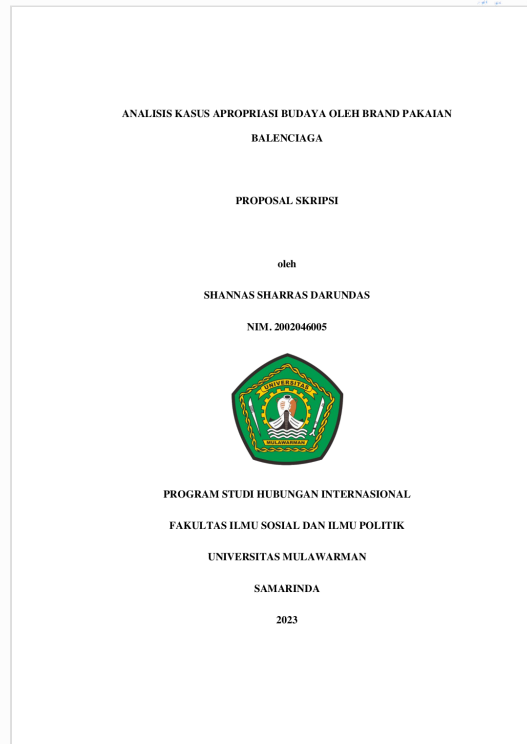 ANALISIS KASUS APROPRIASI BUDAYA OLEH BRAND PAKAIAN
BALENCIAGA
PROPOSAL SKRIPSI
oleh
SHANNAS SHARRAS DARUNDAS
NIM. 2002046005
UNIVERSITAS
MULAWARMAN
PROGRAM STUDI HUBUNGAN INTERNASIONAL
FAKULTAS ILMU SOSIAL DAN ILMU POLITIK
UNIVERSITAS MULAWARMAN
SAMARINDA
2023